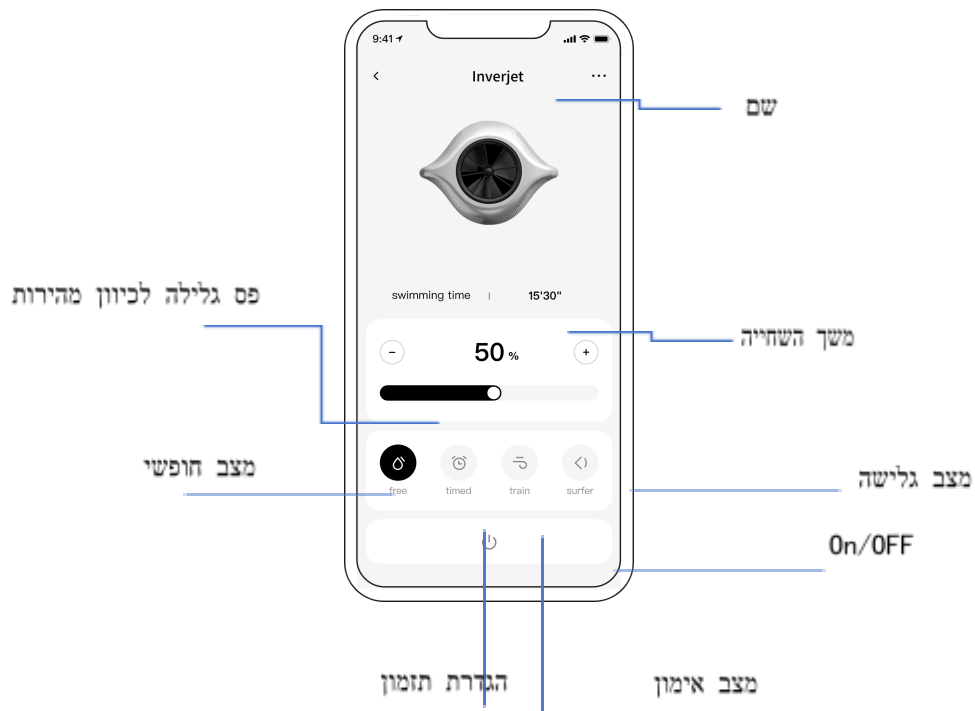 9:41
Inverjet
שם
swimming time | 15'30"
פס גלילה לכיוון מהירות
משך השחייה
50 %
מצב חופשי
free timed train surfer
מצב גלישה
On/OFF
הגדרת תזמון
מצב אימון